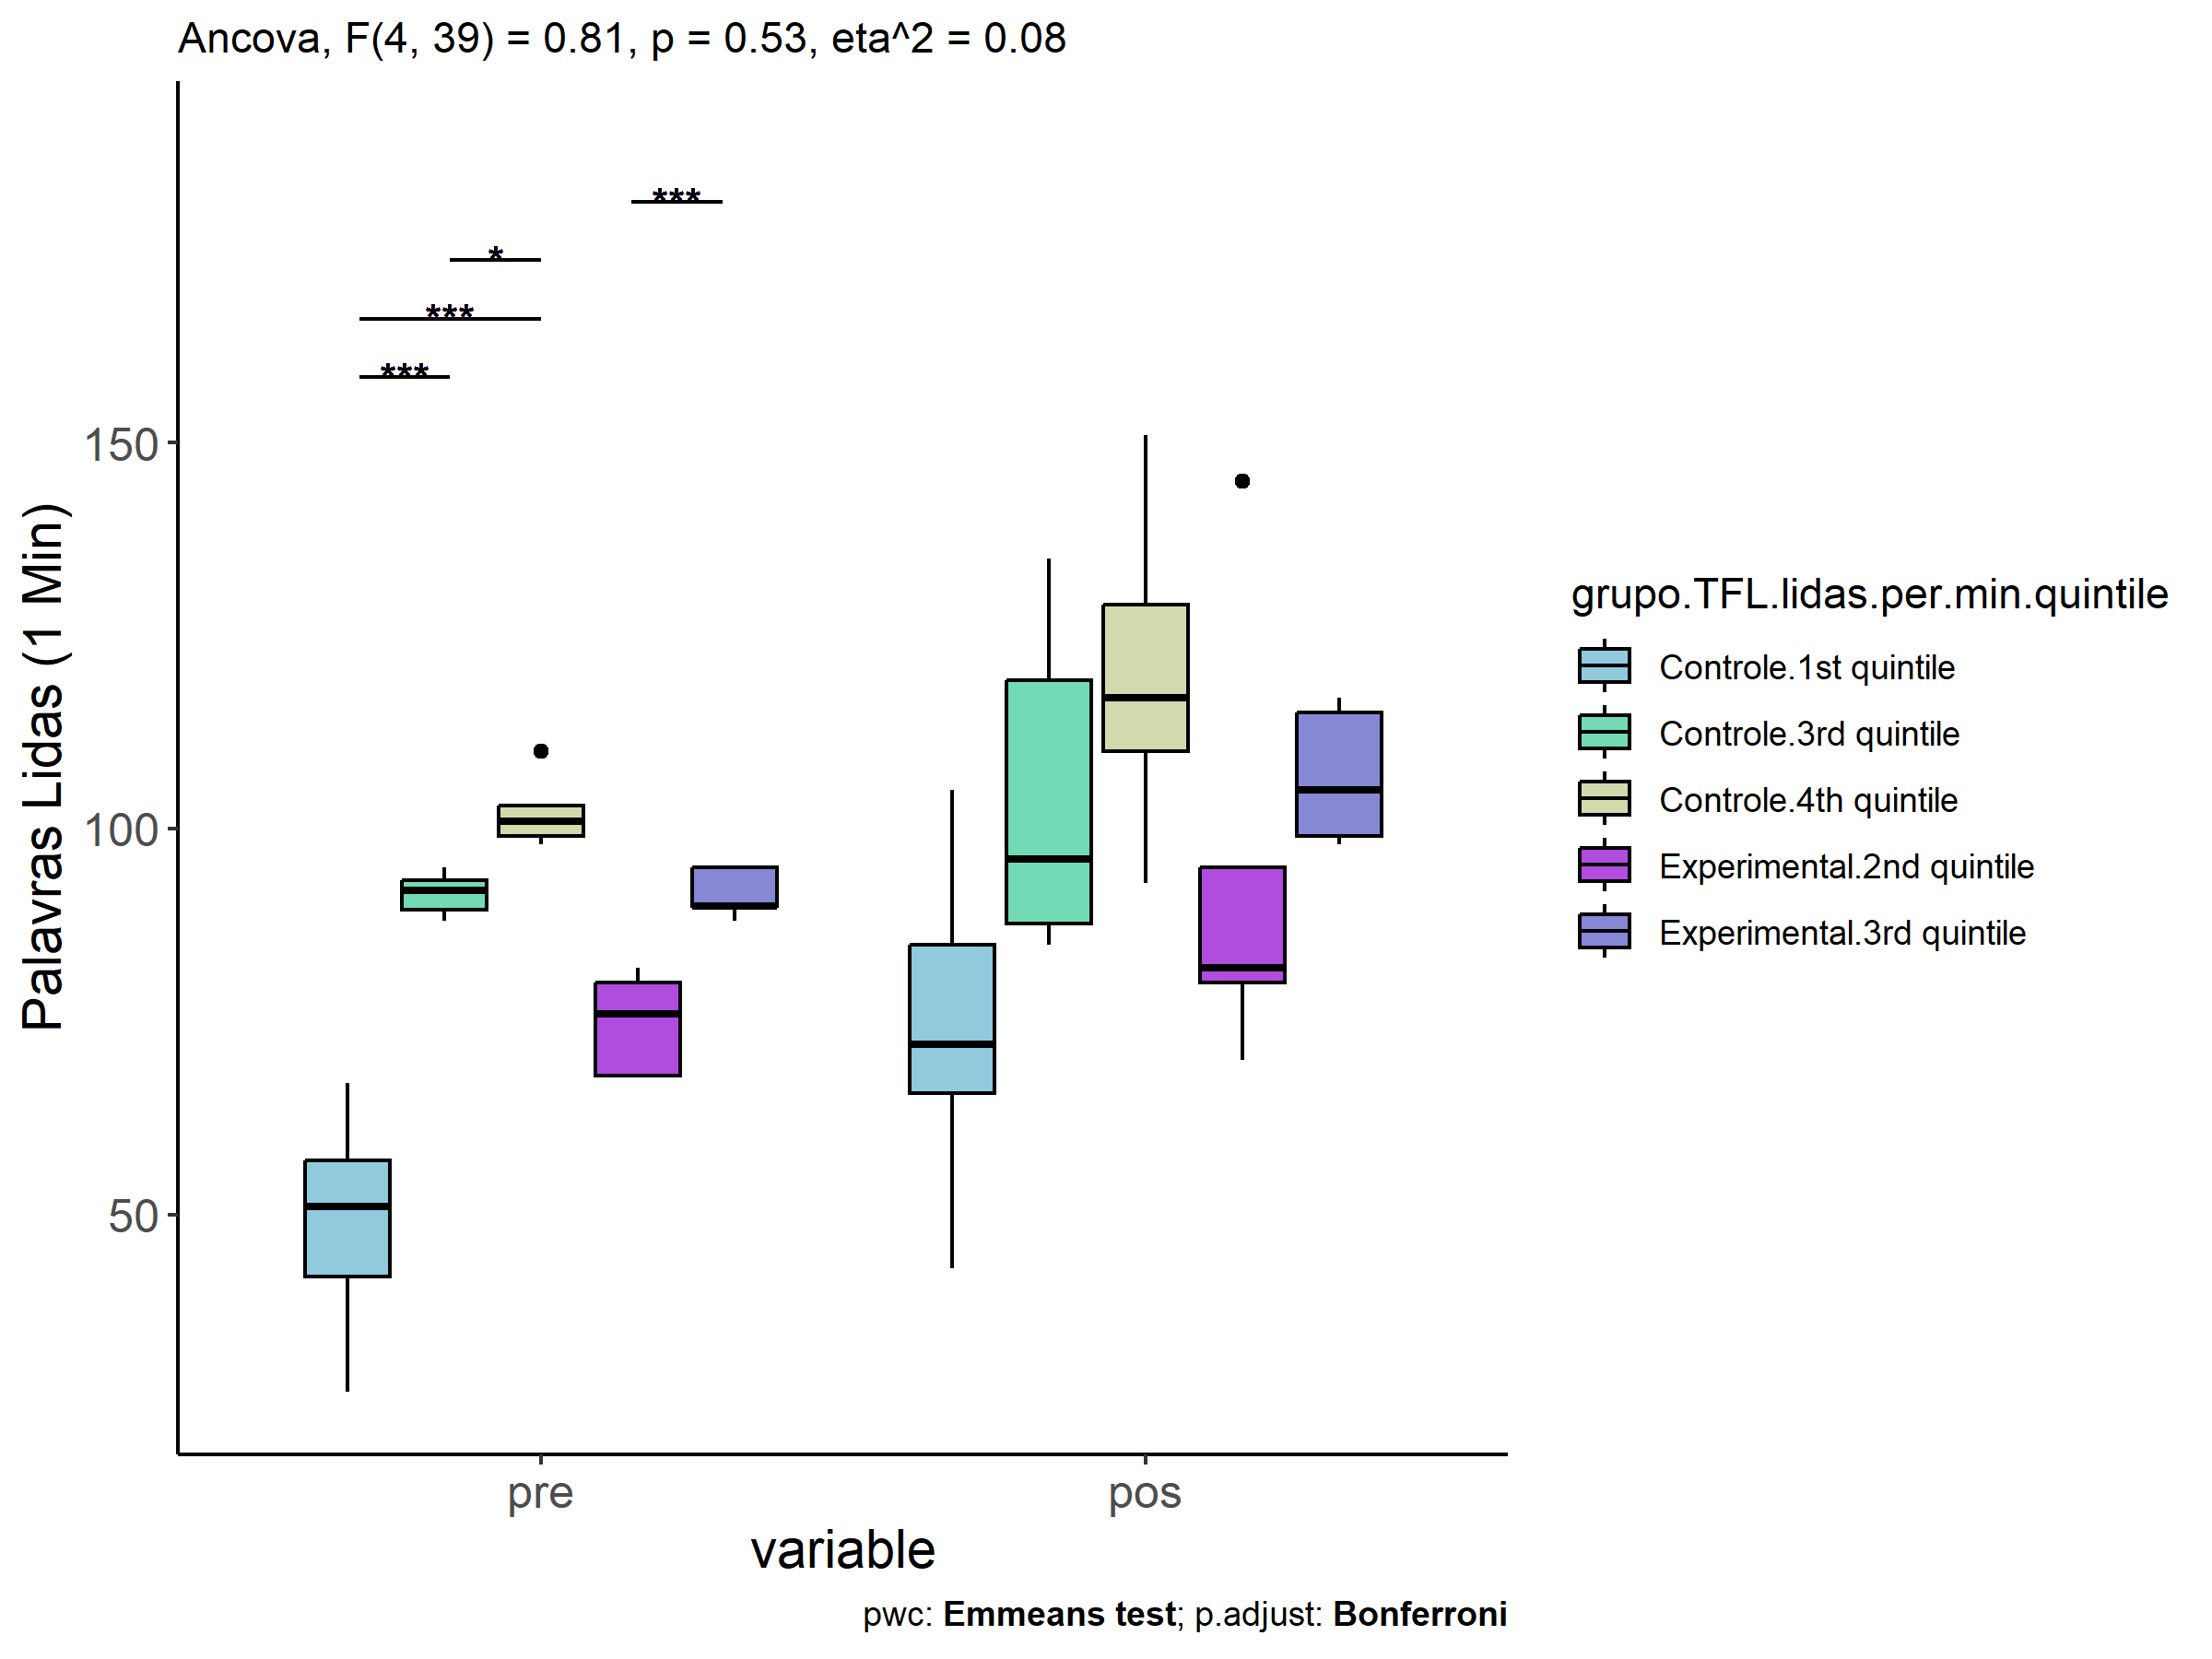 Ancova, F(4, 39) = 0.81, p = 0.53, eta^2 = 0.08
***
*
***
***
150
100
50
Palavras Lidas (1 Min)
pre
pos
variable
grupo.TFL.lidas.per.min.quintile
Controle.1st quintile
Controle.3rd quintile
Controle.4th quintile
Experimental.2nd quintile
Experimental.3rd quintile
pwc: Emmeans test; p.adjust: Bonferroni